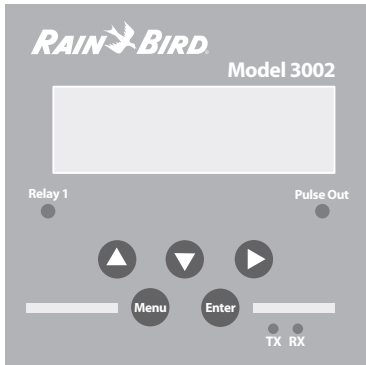 RAIN BIRD
Model 3002
Relay 1 Pulse Out
Menu Enter
TX RX